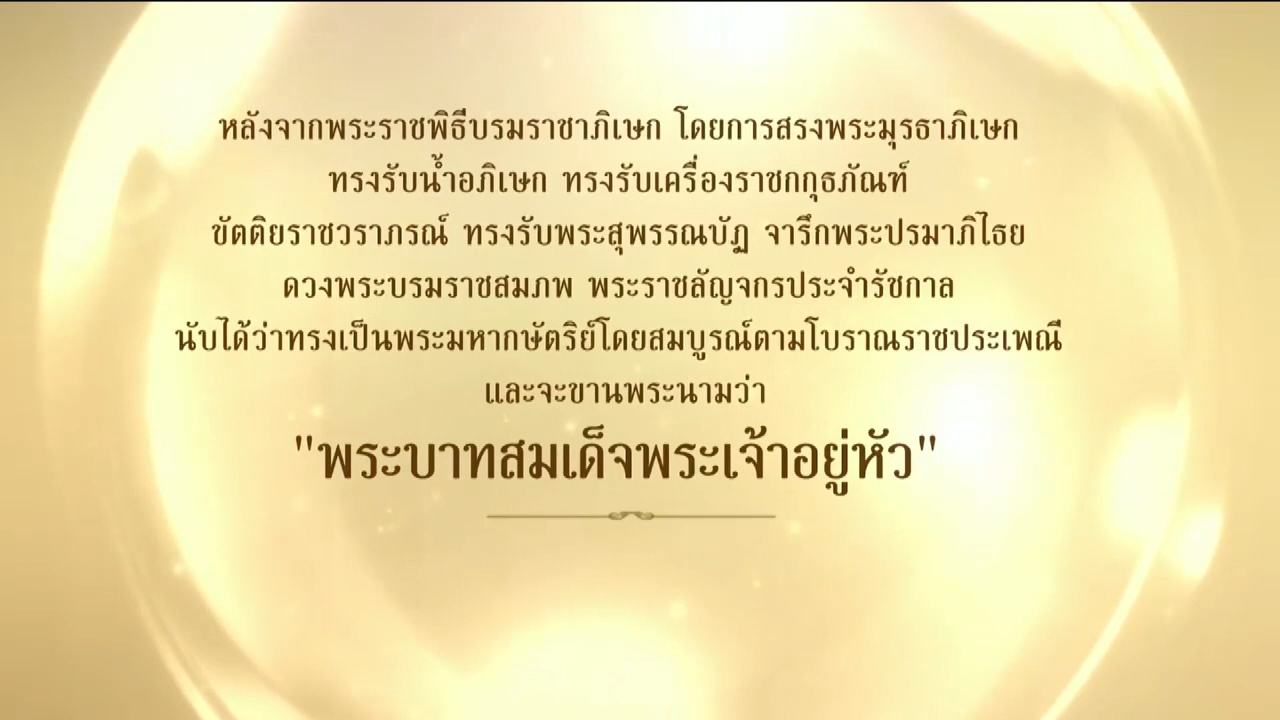 หลังจากพระราชพิธีบรมราชาภิเษก โดยการสรงพระมุรธาภิเษก
ทรงรับน้ำอภิเษก ทรงรับเครื่องราชกกุธภัณฑ์
ขัตติยราชวราภรณ์ ทรงรับพระสุพรรณบัฏ จารึกพระปรมาภิไธย
ดวงพระบรมราชสมภพ พระราชลัญจกรประจำรัชกาล
นับได้ว่าทรงเป็นพระมหากษัตริย์โดยสมบูรณ์ตามโบราณราชประเพณี
และจะขานพระนามว่า
"พระบาทสมเด็จพระเจ้าอยู่หัว"